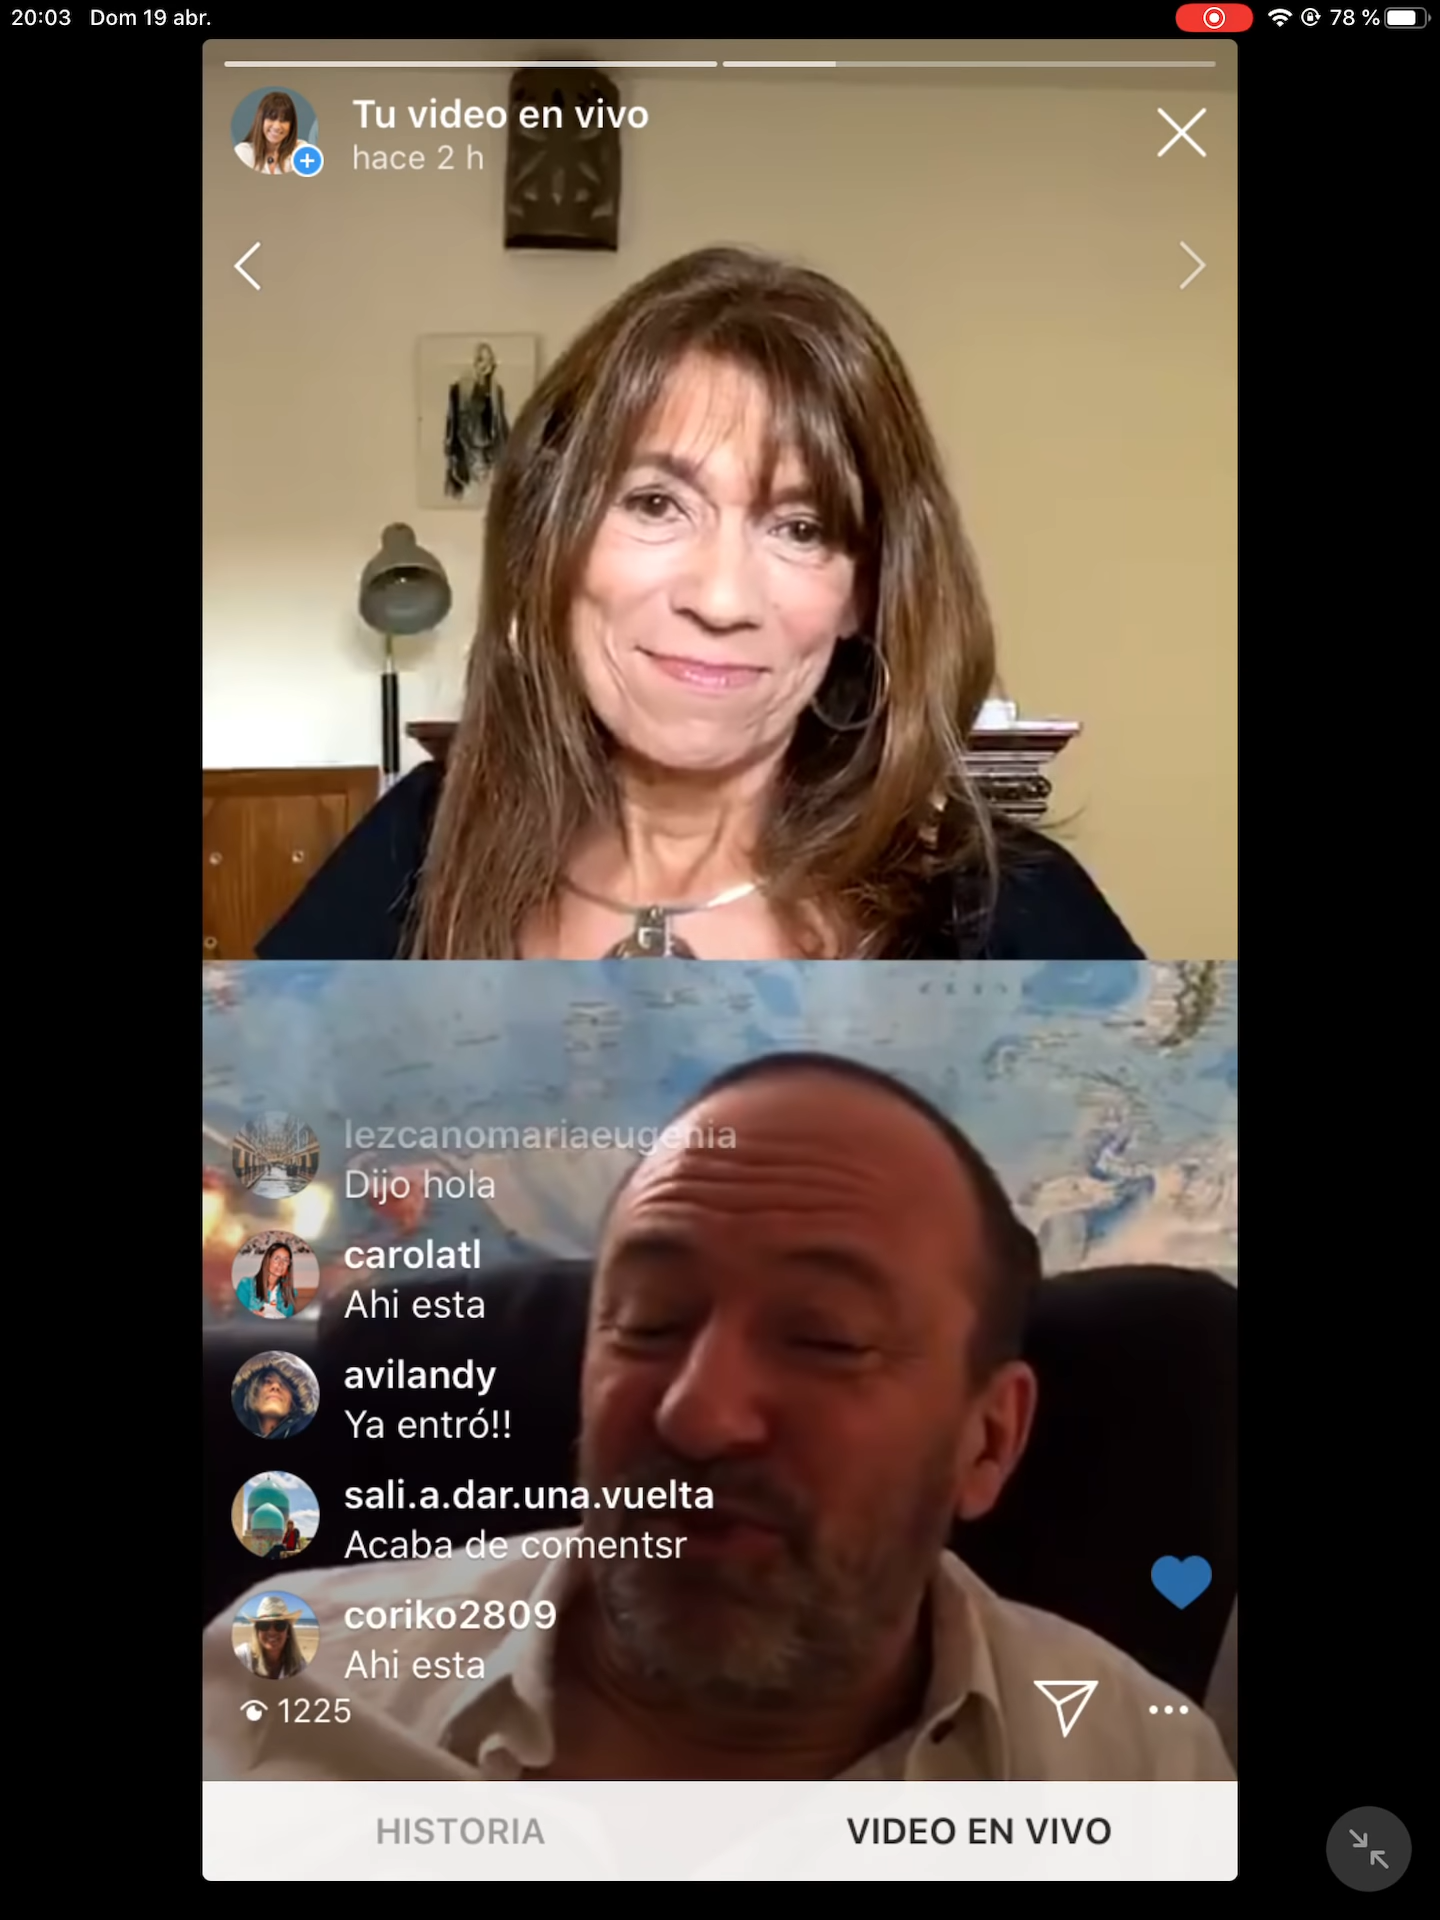 20:03 Dom 19 abr.
78 %
Tu video en vivo
hace 2 h
lezcanomariaeugenia
Dijo hola
carolatl
Ahi esta
avilandy
Ya entró!!
sali.a.dar.una.vuelta
Acaba de comentsr
coriko2809
Ahi esta
1225
HISTORIA
VIDEO EN VIVO